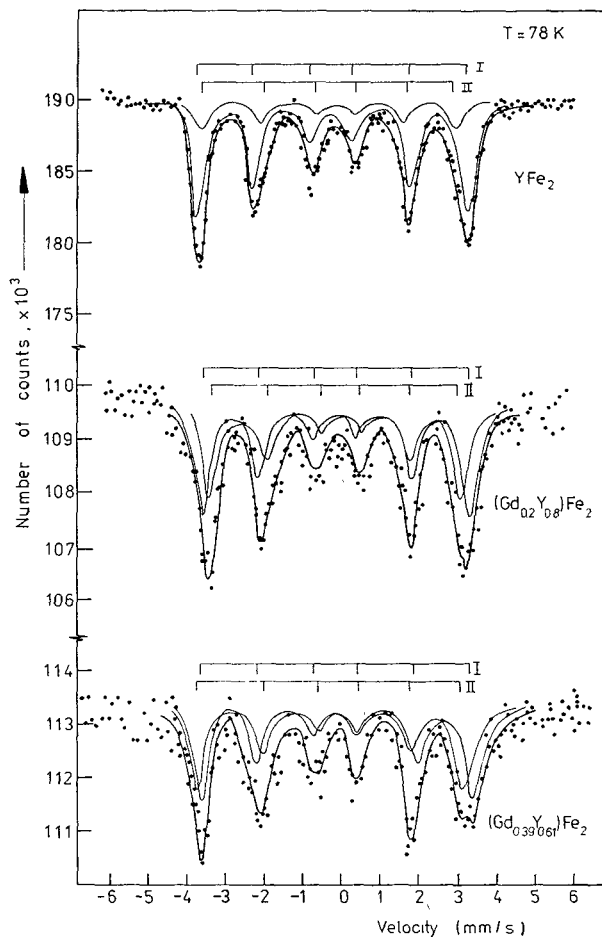 T = 78 K
I
II
190
YFe2
185
180
175
Number of counts, ×10³
110
I
II
109
(Gd0.2Y0.8)Fe2
108
107
106
114
I
II
113
112
(Gd0.39Y0.61)Fe2
111
-6 -5 -4 -3 -2 -1 0 1 2 3 4 5 6
Velocity (mm/s)